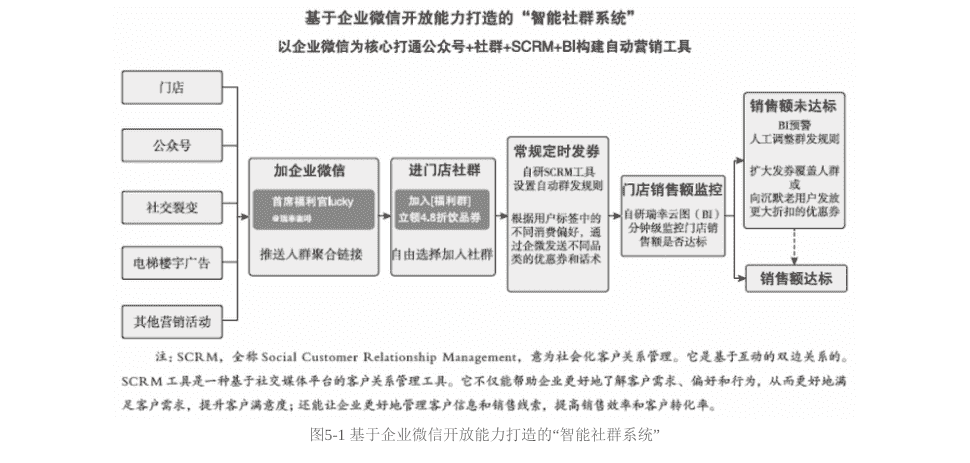 基于企业微信开放能力打造的“智能社群系统”
以企业微信为核心打通公众号+社群+SCRM+BI构建自动营销工具
门店
公众号
社交裂变
电梯楼宇广告
其他营销活动
加企业微信
首席福利官lucky
@瑞幸咖啡
推送入群聚合链接
进门店社群
加入[福利群]
立领4.8折饮品券
自由选择加入社群
常规定时发券
自研SCRM工具
设置自动群发规则
根据用户标签中的
不同消费偏好，通
过企微发送不同品
类的优惠券和话术
门店销售额监控
自研瑞幸云图（BI）
分钟级监控门店销
售额是否达标
销售额未达标
BI预警
人工调整群发规则
扩大发券覆盖人群
或
向沉默老用户发放
更大折扣的优惠券
销售额达标
注：SCRM，全称Social Customer Relationship Management，意为社会化客户关系管理。它是基于互动的双边关系的。
SCRM工具是一种基于社交媒体平台的客户关系管理工具。它不仅能帮助企业更好地了解客户需求、偏好和行为，从而更好地满
足客户需求，提升客户满意度；还能让企业更好地管理客户信息和销售线索，提高销售效率和客户转化率。
图5-1 基于企业微信开放能力打造的“智能社群系统”